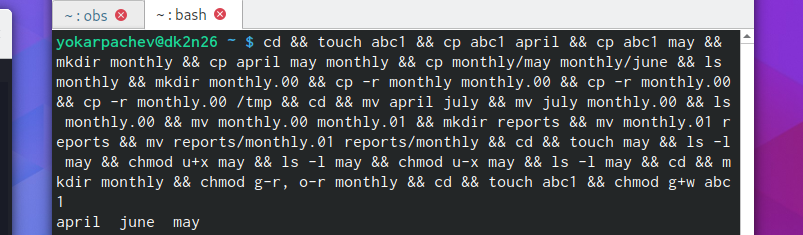 ~ : obs ~ : bash
yokarpachev@dk2n26 ~ $ cd && touch abc1 && cp abc1 april && cp abc1 may &&
mkdir monthly && cp april may monthly && cp monthly/may monthly/june && ls
monthly && mkdir monthly.00 && cp -r monthly monthly.00 && cp -r monthly.00
&& cp -r monthly.00 /tmp && cd && mv april july && mv july monthly.00 && ls
monthly.00 && mv monthly.00 monthly.01 && mkdir reports && mv monthly.01 r
eports && mv reports/monthly.01 reports/monthly && cd && touch may && ls -l
may && chmod u+x may && ls -l may && chmod u-x may && ls -l may && cd && m
kdir monthly && chmod g-r, o-r monthly && cd && touch abc1 && chmod g+w abc
1
april june may